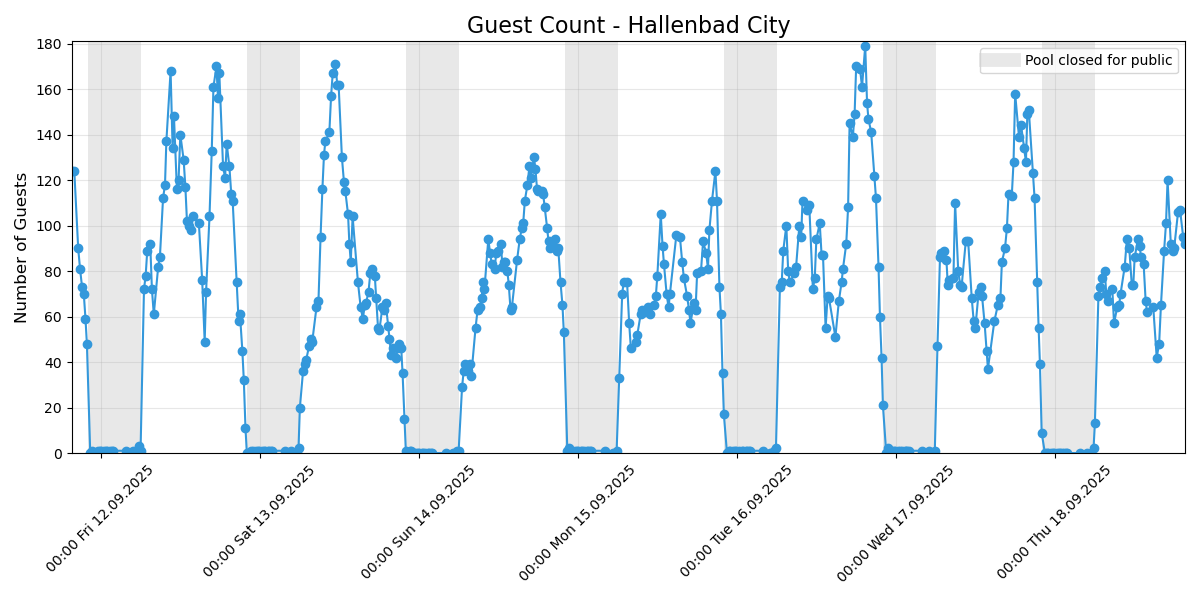 Guest Count - Hallenbad City
Pool closed for public
Number of Guests
180
160
140
120
100
80
60
40
20
0
00:00 Fri 12.09.2025
00:00 Sat 13.09.2025
00:00 Sun 14.09.2025
00:00 Mon 15.09.2025
00:00 Tue 16.09.2025
00:00 Wed 17.09.2025
00:00 Thu 18.09.2025